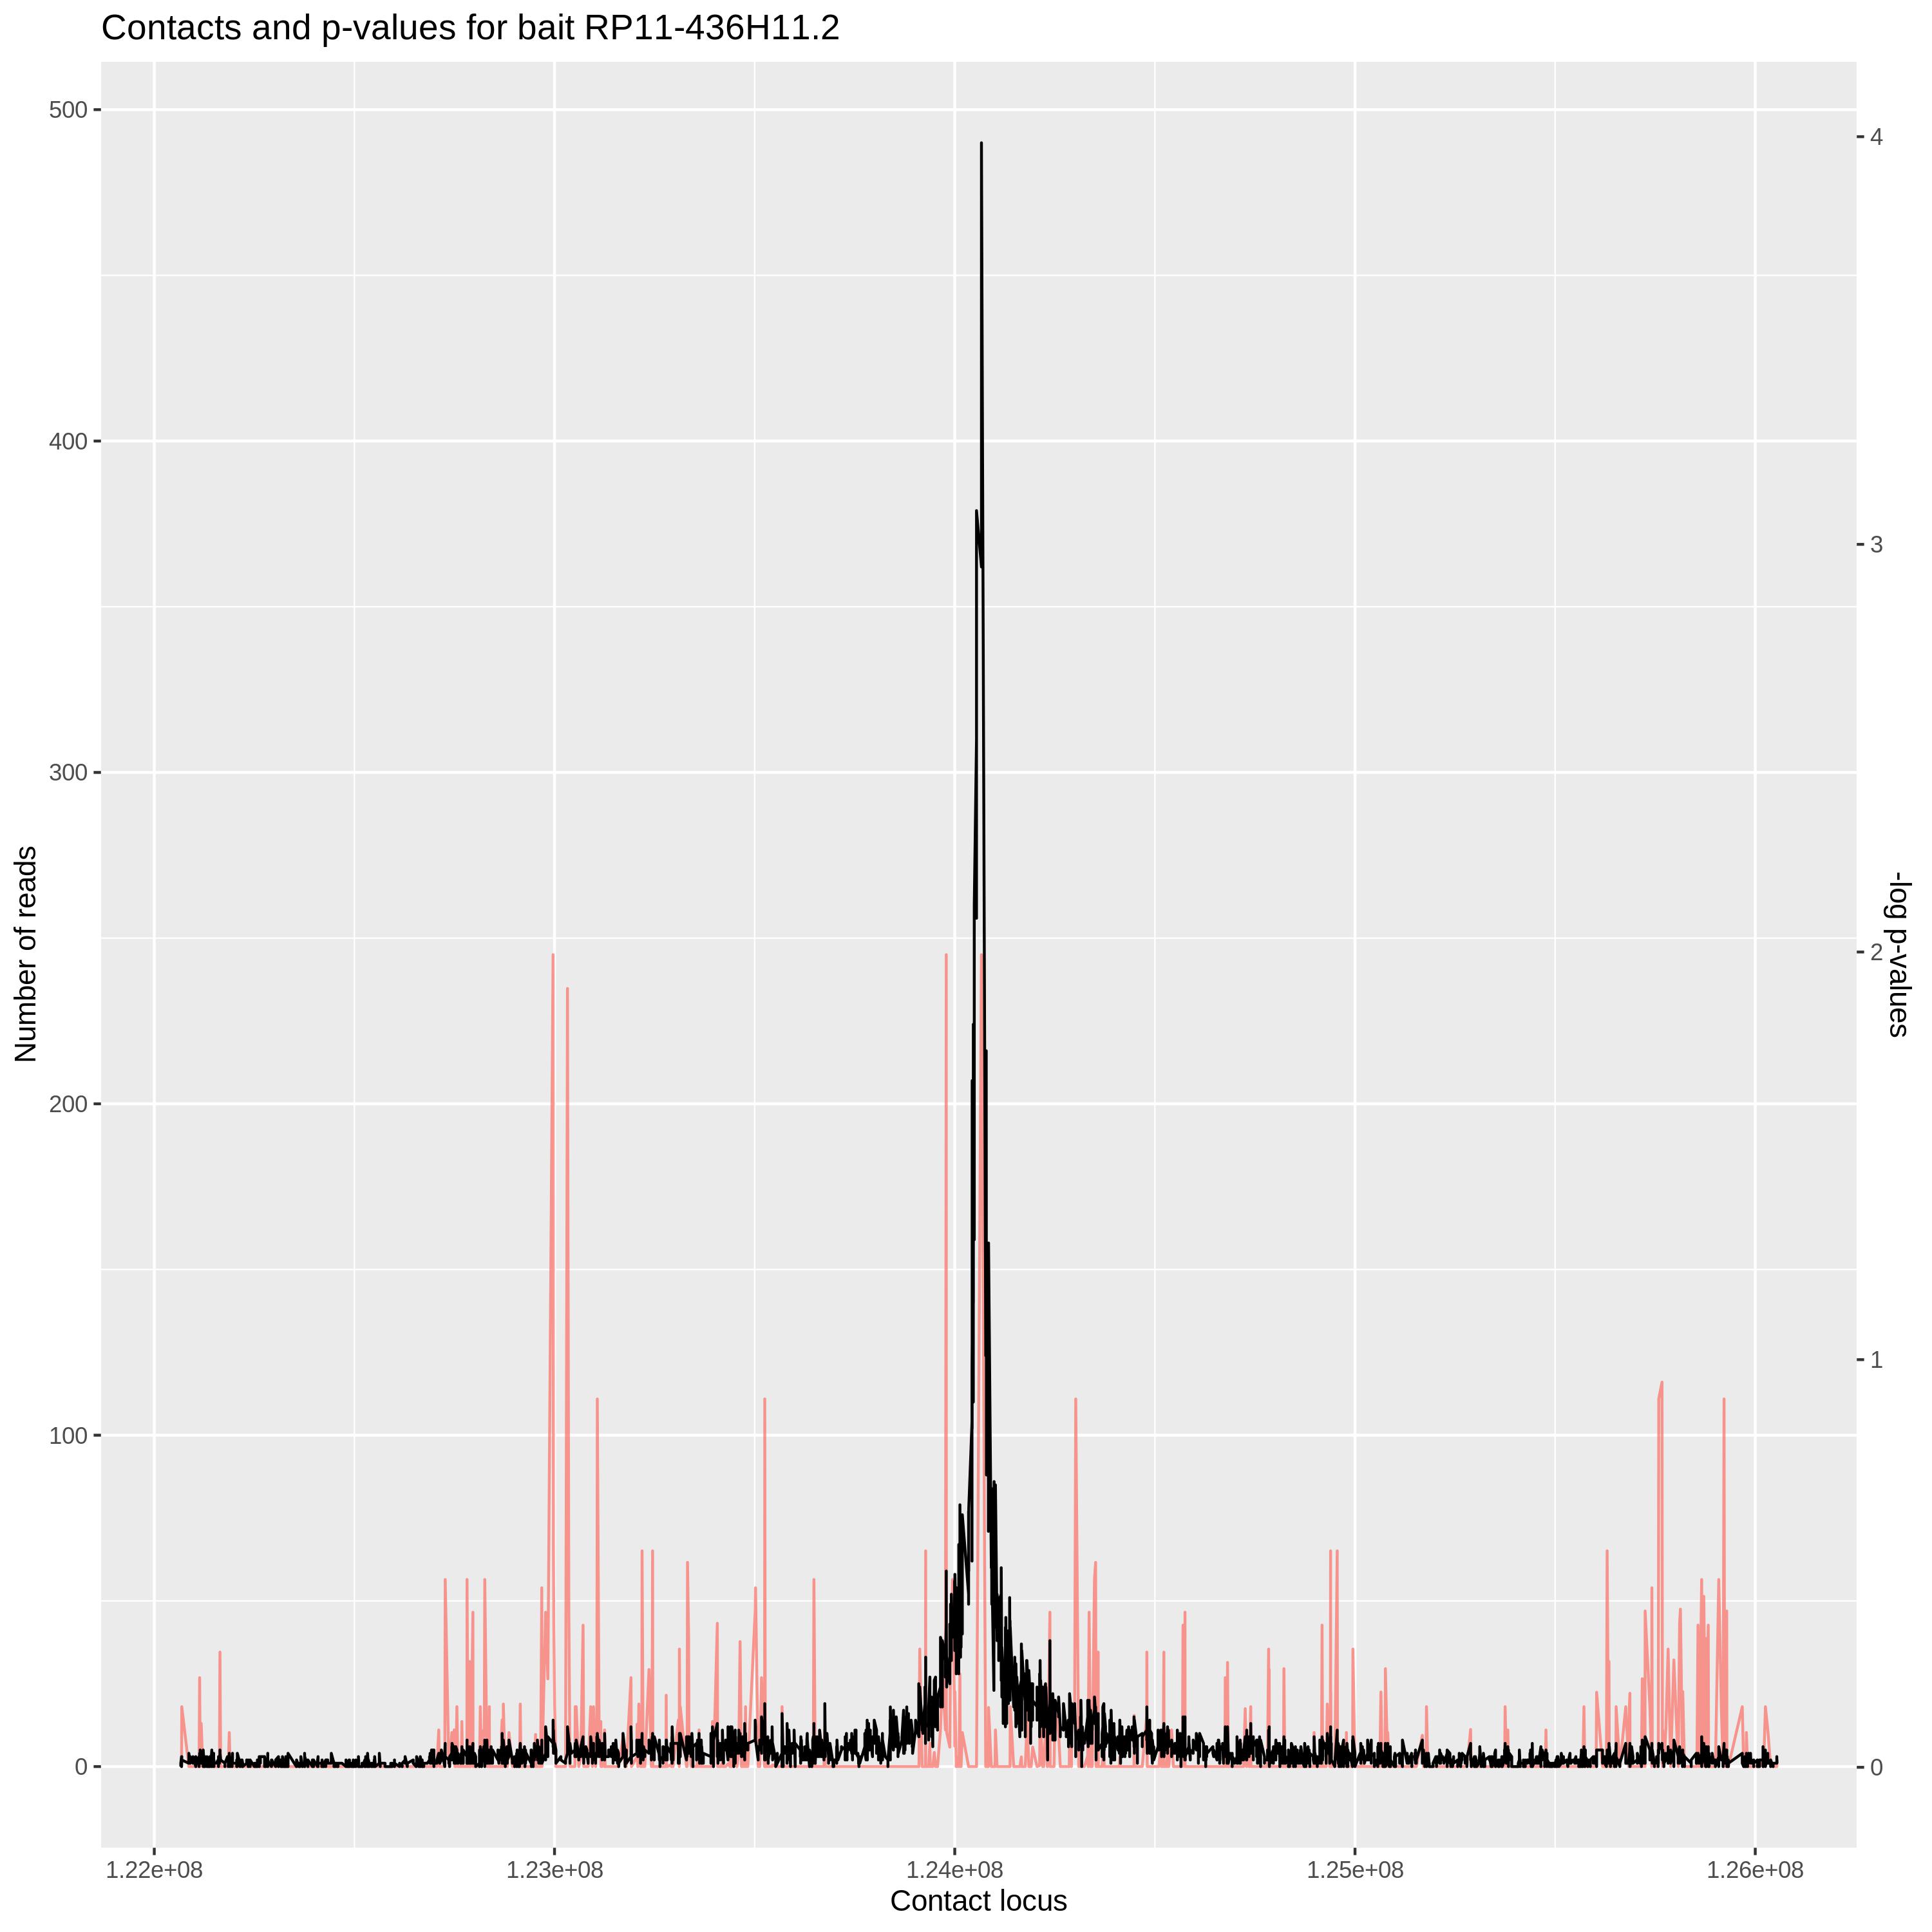 Contacts and p-values for bait RP11-436H11.2
500
400
300
200
100
0
Number of reads
4
3
2
1
0
-log p-values
1.22e+08 1.23e+08 1.24e+08 1.25e+08 1.26e+08
Contact locus